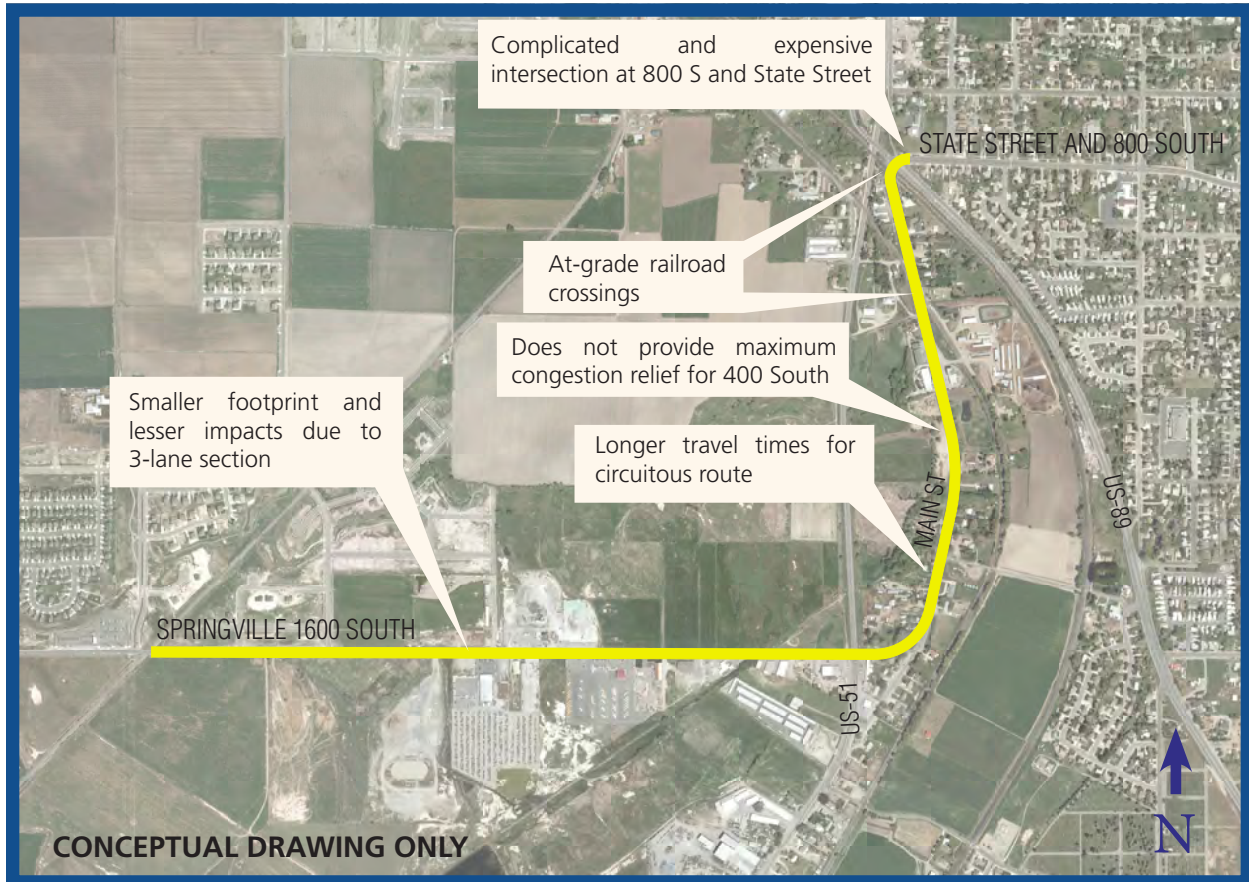 Complicated and expensive
intersection at 800 S and State Street
STATE STREET AND 800 SOUTH
At-grade railroad
crossings
Does not provide maximum
congestion relief for 400 South
Smaller footprint and
lesser impacts due to
3-lane section
Longer travel times for
circuitous route
MAIN ST
US-89
SPRINGVILLE 1600 SOUTH
US-51
CONCEPTUAL DRAWING ONLY
N